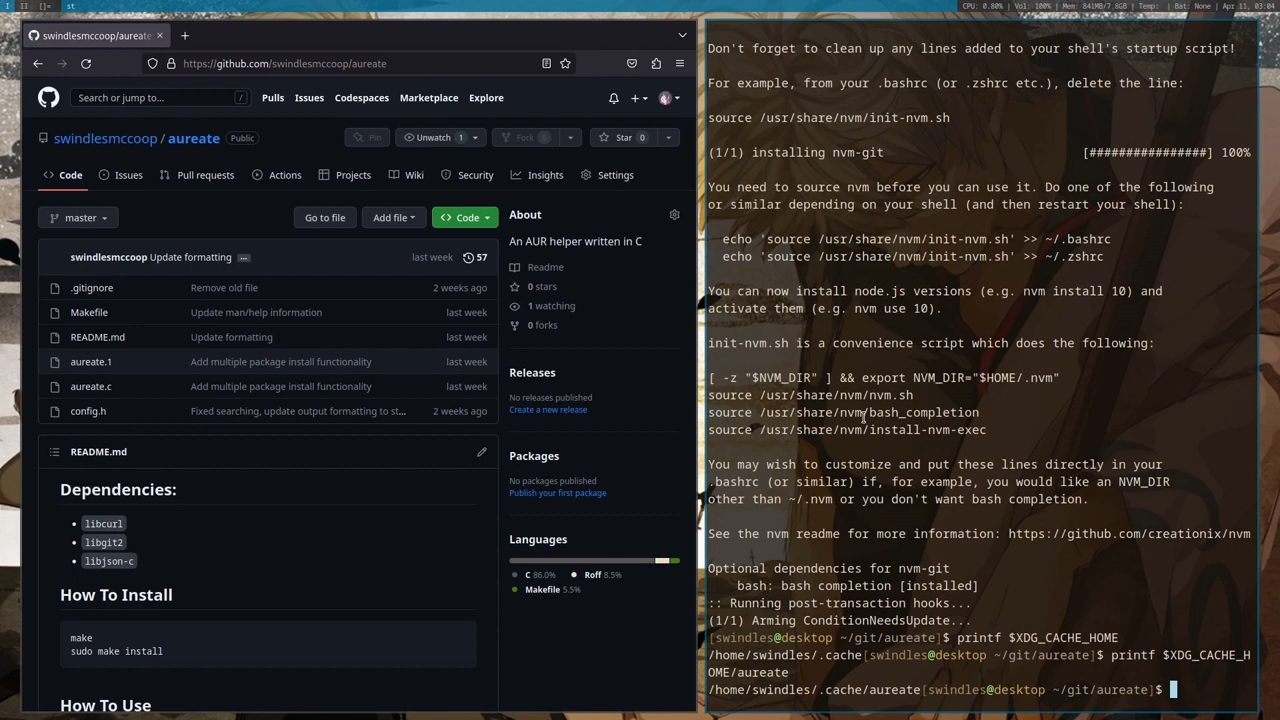 1 II []= st
CPU: 0.80% | Vol: 100% | Mem: 841MB/7.8GB | Temp: | Bat: None | Apr 11, 03:04
swindlesmccoop/aureate
https://github.com/swindlesmccoop/aureate
Search or jump to... /
Pulls Issues Codespaces Marketplace Explore
swindlesmccoop / aureate Public
Pin Unwatch 1 Fork 0 Star 0
Code Issues Pull requests Actions Projects Wiki Security Insights Settings
master Go to file Add file Code
swindlesmccoop Update formatting ... last week 57
.gitignore Remove old file 2 weeks ago
Makefile Update man/help information last week
README.md Update formatting last week
aureate.1 Add multiple package install functionality last week
aureate.c Add multiple package install functionality last week
config.h Fixed searching, update output formatting to st... 2 weeks ago
README.md
Dependencies:
libcurl
libgit2
libjson-c
How To Install
make
sudo make install
How To Use
About
An AUR helper written in C
Readme
0 stars
1 watching
0 forks
Releases
No releases published
Create a new release
Packages
No packages published
Publish your first package
Languages
C 86.0% Roff 8.5%
Makefile 5.5%
Don't forget to clean up any lines added to your shell's startup script!
For example, from your .bashrc (or .zshrc etc.), delete the line:
source /usr/share/nvm/init-nvm.sh
(1/1) installing nvm-git [################] 100%
You need to source nvm before you can use it. Do one of the following
or similar depending on your shell (and then restart your shell):
echo 'source /usr/share/nvm/init-nvm.sh' >> ~/.bashrc
echo 'source /usr/share/nvm/init-nvm.sh' >> ~/.zshrc
You can now install node.js versions (e.g. nvm install 10) and
activate them (e.g. nvm use 10).
init-nvm.sh is a convenience script which does the following:
[ -z "$NVM_DIR" ] && export NVM_DIR="$HOME/.nvm"
source /usr/share/nvm/nvm.sh
source /usr/share/nvm/bash_completion
source /usr/share/nvm/install-nvm-exec
You may wish to customize and put these lines directly in your
.bashrc (or similar) if, for example, you would like an NVM_DIR
other than ~/.nvm or you don't want bash completion.
See the nvm readme for more information: https://github.com/creationix/nvm
Optional dependencies for nvm-git
bash: bash completion [installed]
:: Running post-transaction hooks...
(1/1) Arming ConditionNeedsUpdate...
[swindles@desktop ~/git/aureate]$ printf $XDG_CACHE_HOME
/home/swindles/.cache[swindles@desktop ~/git/aureate]$ printf $XDG_CACHE_H
OME/aureate
/home/swindles/.cache/aureate[swindles@desktop ~/git/aureate]$